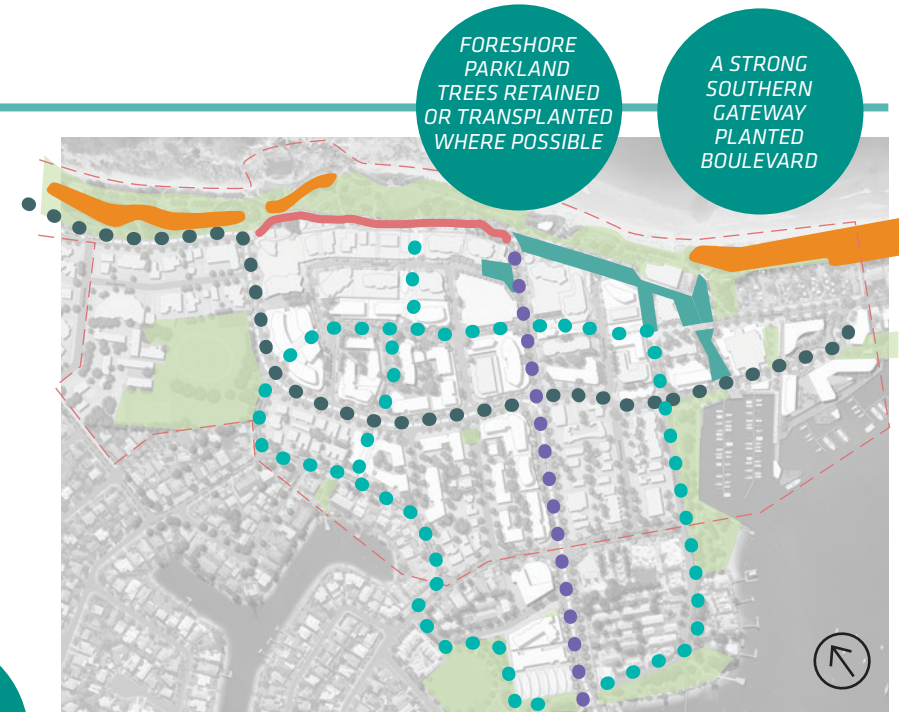 FORESHORE
PARKLAND
TREES RETAINED
OR TRANSPLANTED
WHERE POSSIBLE
A STRONG
SOUTHERN
GATEWAY
PLANTED
BOULEVARD